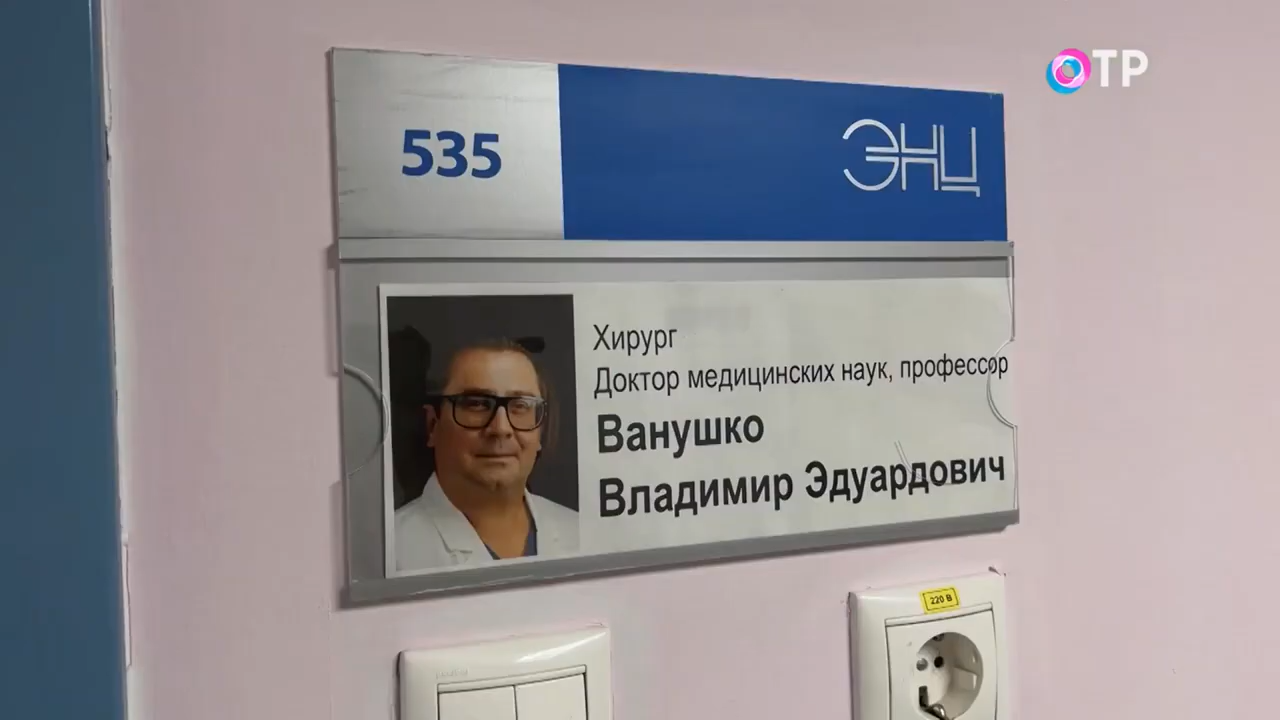 ОТР
535
ЭНЦ
Хирург
Доктор медицинских наук, профессор
Ванушко
Владимир Эдуардович
220 В